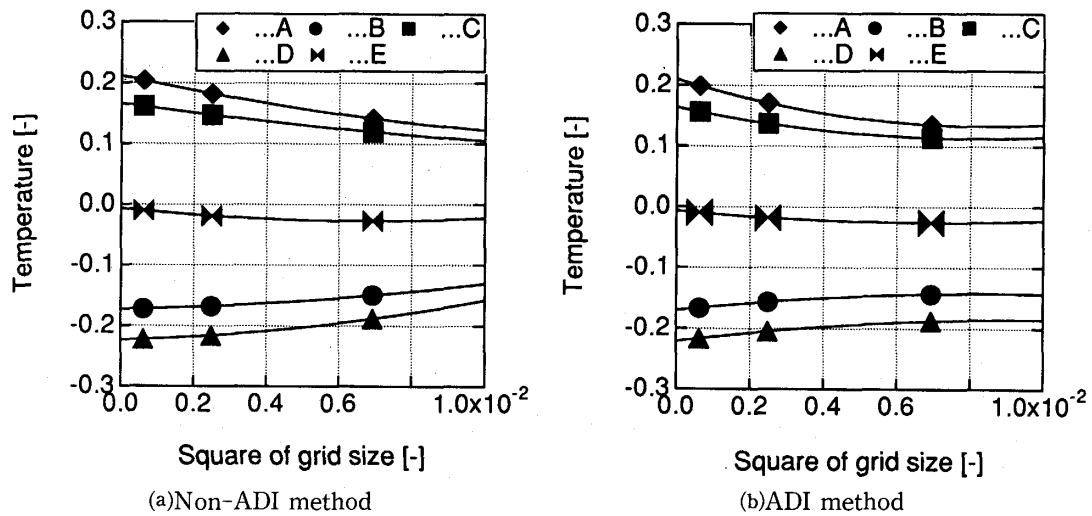 0.3
...A ...B ...C
...D ...E
0.2
0.1
Temperature [-]
0.0
-0.1
-0.2
-0.3
0.0 0.2 0.4 0.6 1.0x10-2
Square of grid size [-]
(a)Non-ADI method
0.3
...A ...B ...C
...D ...E
0.2
0.1
Temperature [-]
0.0
-0.1
-0.2
-0.3
0.0 0.2 0.4 0.6 1.0x10-2
Square of grid size [-]
(b)ADI method